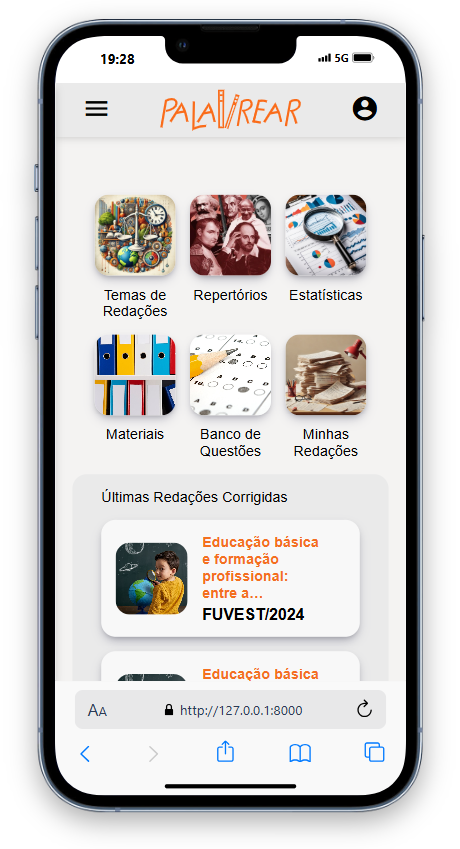 19:28
5G
PALAVREAR
Temas de
Redações
Repertórios
Estatísticas
Materiais
Banco de
Questões
Minhas
Redações
Últimas Redações Corrigidas
Educação básica
e formação
profissional:
entre a...
FUVEST/2024
Educação básica
AA
http://127.0.0.1:8000